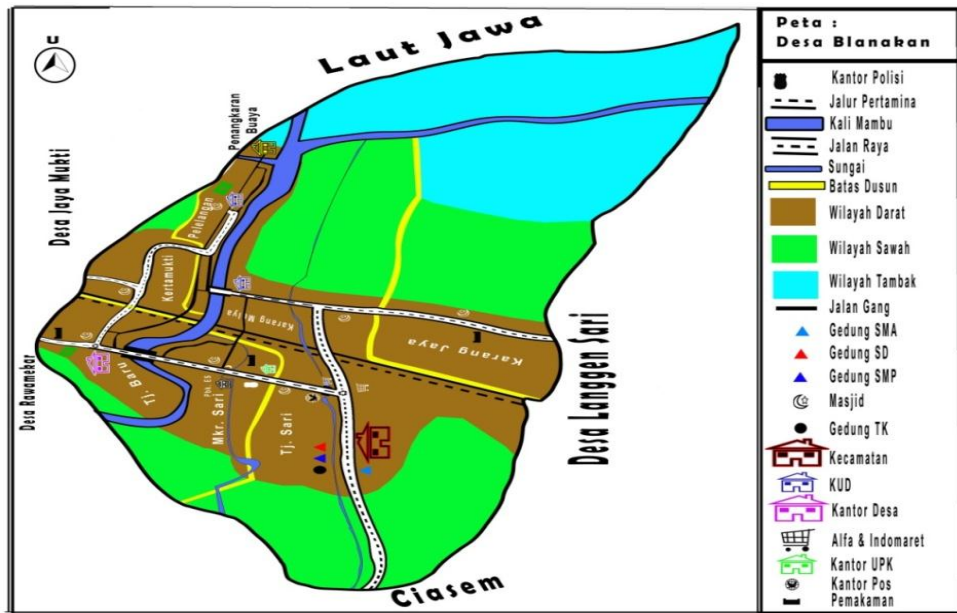 U
Laut Jawa
Penangkaran
Buaya
Desa Jaya Mukti
Pelelangan
Kertamukti
Karang Mulya
Karang Jaya
Desa Rawamekar
Tj. Baru
Mkr. Sari
Tj. Sari
Desa Langgen Sari
Ciasem
Peta :
Desa Blanakan
Kantor Polisi
Jalur Pertamina
Kali Mambu
Jalan Raya
Sungai
Batas Dusun
Wilayah Darat
Wilayah Sawah
Wilayah Tambak
Jalan Gang
Gedung SMA
Gedung SD
Gedung SMP
Masjid
Gedung TK
Kecamatan
KUD
Kantor Desa
Alfa & Indomaret
Kantor UPK
Kantor Pos
Pemakaman